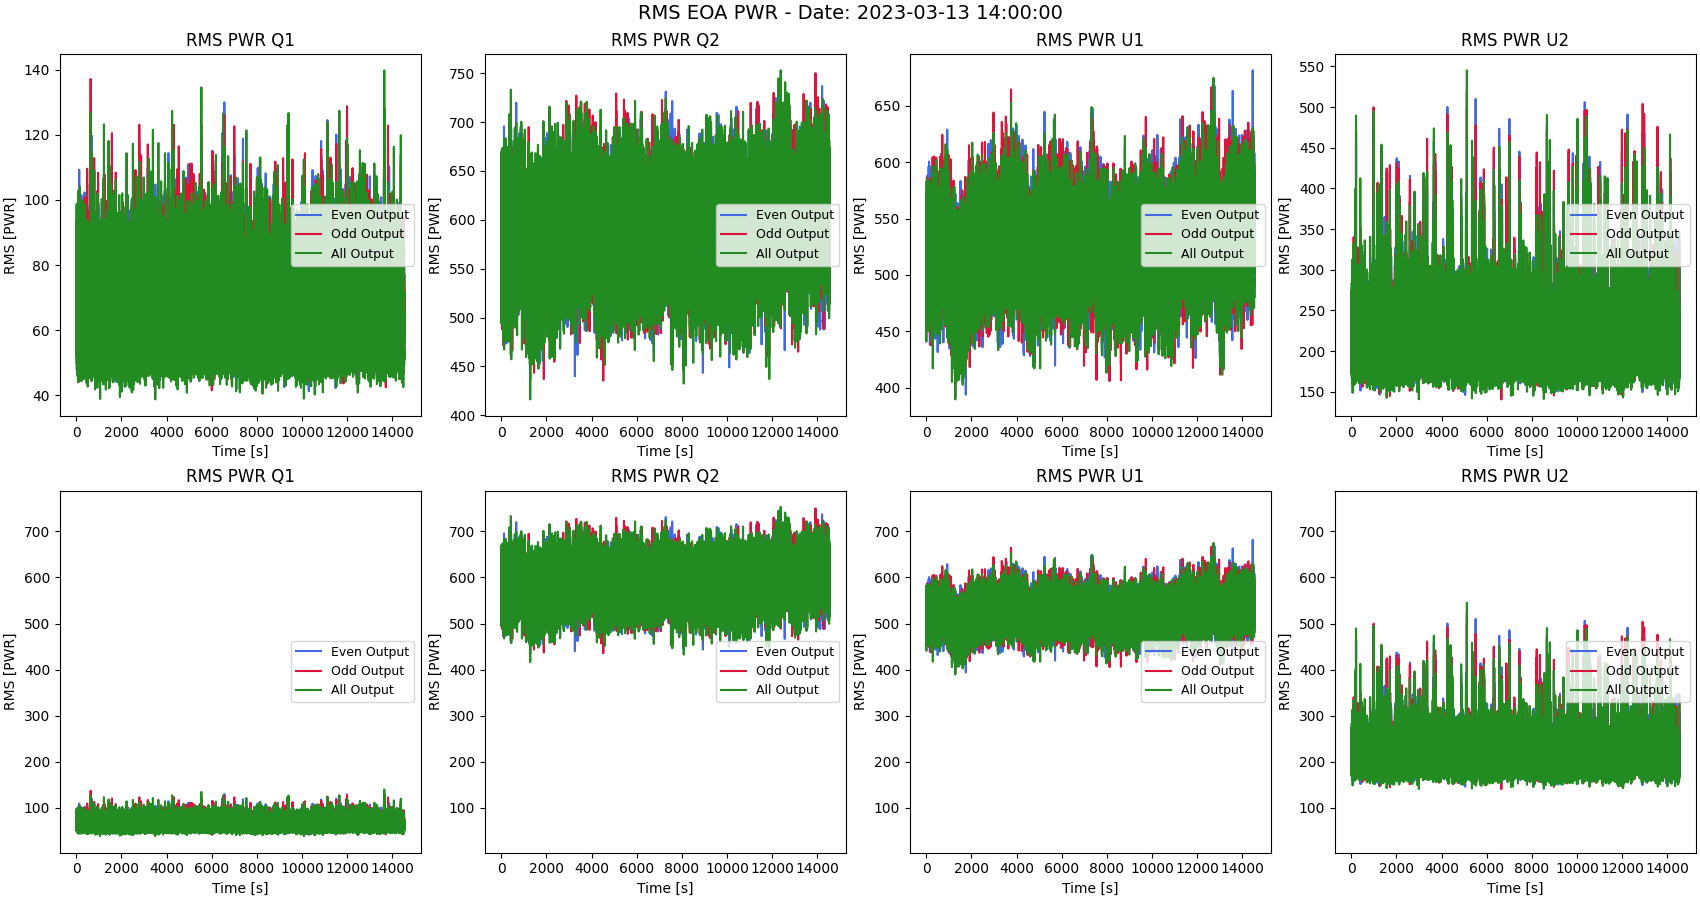 RMS EOA PWR - Date: 2023-03-13 14:00:00
RMS PWR Q1
RMS [PWR]
140
120
100
80
60
40
0 2000 4000 6000 8000 10000 12000 14000
Time [s]
Even Output
Odd Output
All Output
RMS PWR Q2
RMS [PWR]
750
700
650
600
550
500
450
400
0 2000 4000 6000 8000 10000 12000 14000
Time [s]
Even Output
Odd Output
All Output
RMS PWR U1
RMS [PWR]
650
600
550
500
450
400
0 2000 4000 6000 8000 10000 12000 14000
Time [s]
Even Output
Odd Output
All Output
RMS PWR U2
RMS [PWR]
550
500
450
400
350
300
250
200
150
0 2000 4000 6000 8000 10000 12000 14000
Time [s]
Even Output
Odd Output
All Output
RMS PWR Q1
RMS [PWR]
700
600
500
400
300
200
100
0 2000 4000 6000 8000 10000 12000 14000
Time [s]
Even Output
Odd Output
All Output
RMS PWR Q2
RMS [PWR]
700
600
500
400
300
200
100
0 2000 4000 6000 8000 10000 12000 14000
Time [s]
Even Output
Odd Output
All Output
RMS PWR U1
RMS [PWR]
700
600
500
400
300
200
100
0 2000 4000 6000 8000 10000 12000 14000
Time [s]
Even Output
Odd Output
All Output
RMS PWR U2
RMS [PWR]
700
600
500
400
300
200
100
0 2000 4000 6000 8000 10000 12000 14000
Time [s]
Even Output
Odd Output
All Output